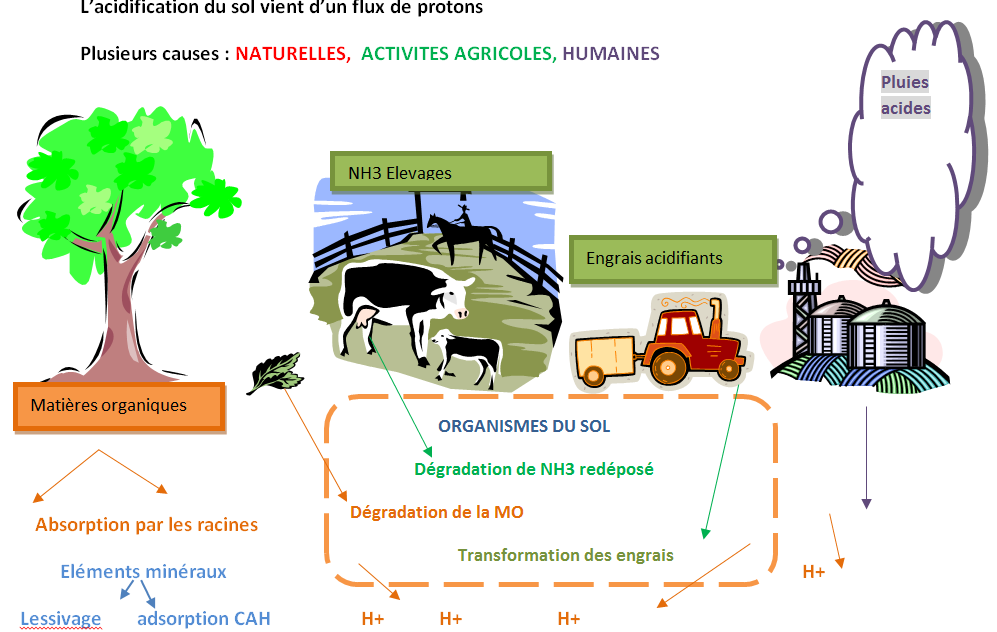 L'acidification du sol vient d'un flux de protons
Plusieurs causes : NATURELLES, ACTIVITES AGRICOLES, HUMAINES
Pluies
acides
NH3 Elevages
Engrais acidifiants
Matières organiques
ORGANISMES DU SOL
Dégradation de NH3 redéposé
Dégradation de la MO
Absorption par les racines
Transformation des engrais
Eléments minéraux
H+
Lessivage adsorption CAH H+ H+ H+